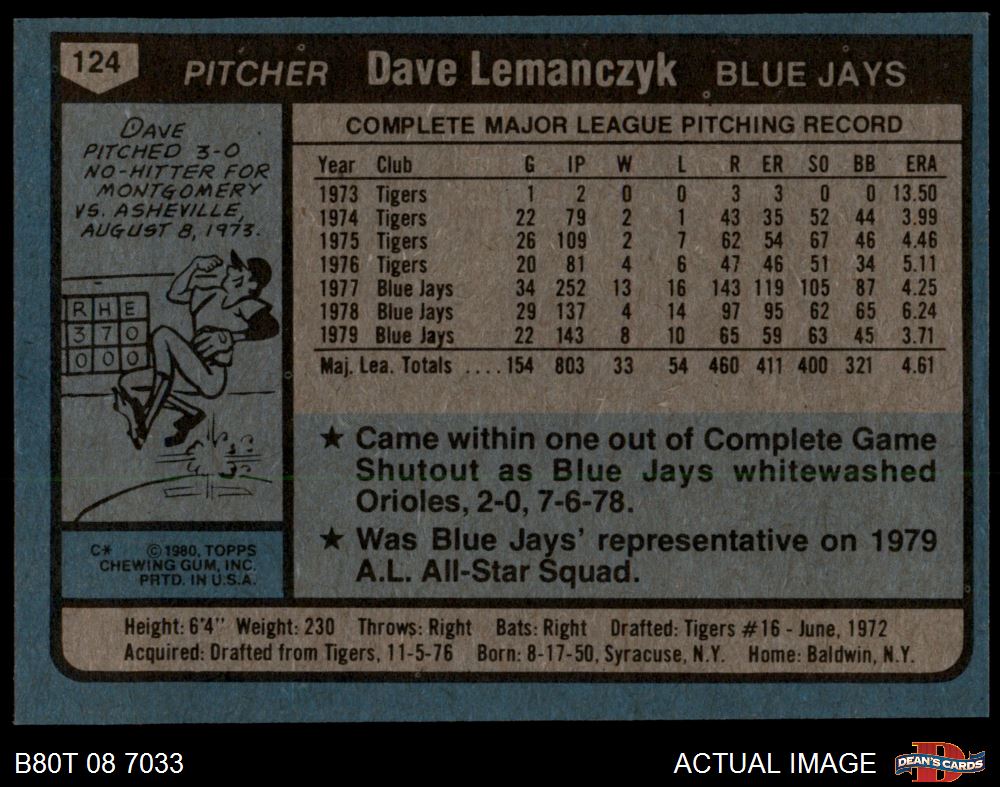 124 PITCHER Dave Lemanczyk BLUE JAYS
DAVE
PITCHED 3-0
NO-HITTER FOR
MONTGOMERY
VS. ASHEVILLE,
AUGUST 8, 1973.
R H E
3 7 0
0 0 0
C* © 1980, TOPPS
CHEWING GUM, INC.
PRTD. IN U.S.A.
COMPLETE MAJOR LEAGUE PITCHING RECORD
Year Club G IP W L R ER SO BB ERA
1973 Tigers 1 2 0 0 3 3 0 0 13.50
1974 Tigers 22 79 2 1 43 35 52 44 3.99
1975 Tigers 26 109 2 7 62 54 67 46 4.46
1976 Tigers 20 81 4 6 47 46 51 34 5.11
1977 Blue Jays 34 252 13 16 143 119 105 87 4.25
1978 Blue Jays 29 137 4 14 97 95 62 65 6.24
1979 Blue Jays 22 143 8 10 65 59 63 45 3.71
Maj. Lea. Totals ....154 803 33 54 460 411 400 321 4.61
★ Came within one out of Complete Game
Shutout as Blue Jays whitewashed
Orioles, 2-0, 7-6-78.
★ Was Blue Jays' representative on 1979
A.L. All-Star Squad.
Height: 6'4" Weight: 230 Throws: Right Bats: Right Drafted: Tigers #16 - June, 1972
Acquired: Drafted from Tigers, 11-5-76 Born: 8-17-50, Syracuse, N.Y. Home: Baldwin, N.Y.
B80T 08 7033 ACTUAL IMAGE DEAN'S CARDS